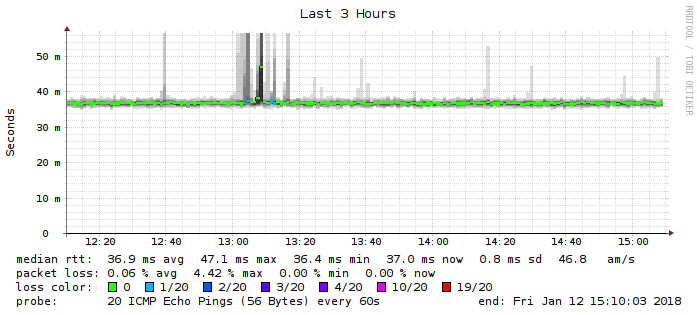 Last 3 Hours
RRDTOOL / TOBI OETIKER
Seconds
50 m
40 m
30 m
20 m
10 m
0
12:20 12:40 13:00 13:20 13:40 14:00 14:20 14:40 15:00
median rtt: 36.9 ms avg 47.1 ms max 36.4 ms min 37.0 ms now 0.8 ms sd 46.8 am/s
packet loss: 0.06 % avg 4.42 % max 0.00 % min 0.00 % now
loss color: 0 1/20 2/20 3/20 4/20 10/20 19/20
probe: 20 ICMP Echo Pings (56 Bytes) every 60s end: Fri Jan 12 15:10:03 2018